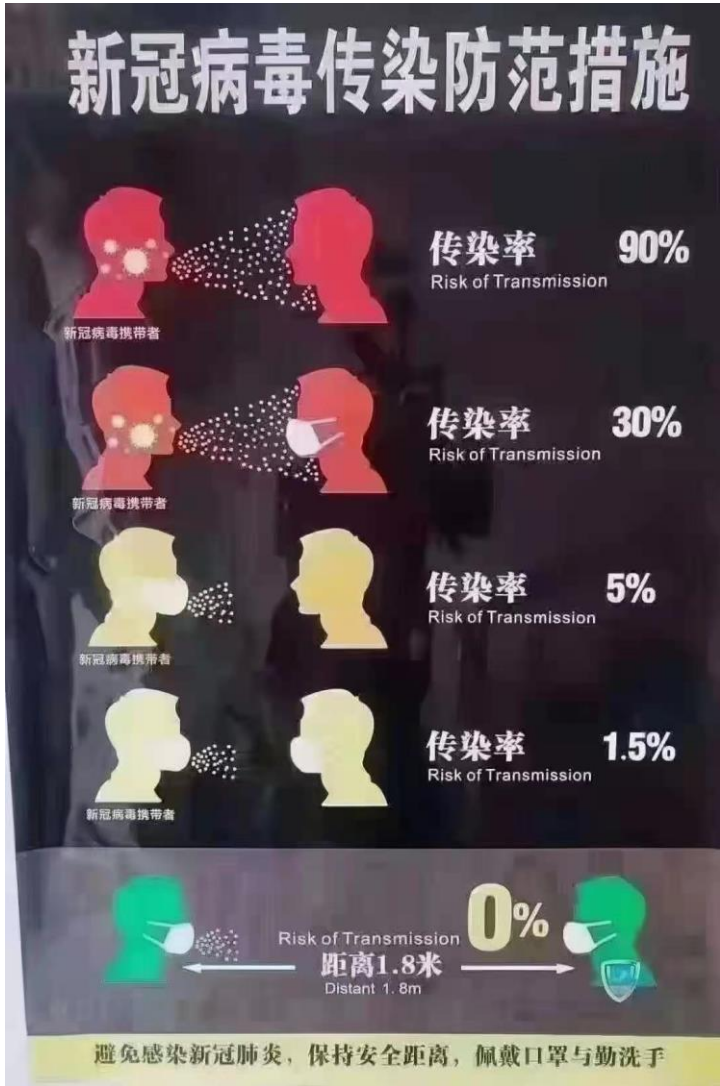 新冠病毒传染防范措施
传染率 90%
Risk of Transmission
新冠病毒携带者
传染率 30%
Risk of Transmission
新冠病毒携带者
传染率 5%
Risk of Transmission
新冠病毒携带者
传染率 1.5%
Risk of Transmission
新冠病毒携带者
Risk of Transmission 0%
距离1.8米
Distant 1.8m
避免感染新冠肺炎，保持安全距离，佩戴口罩与勤洗手